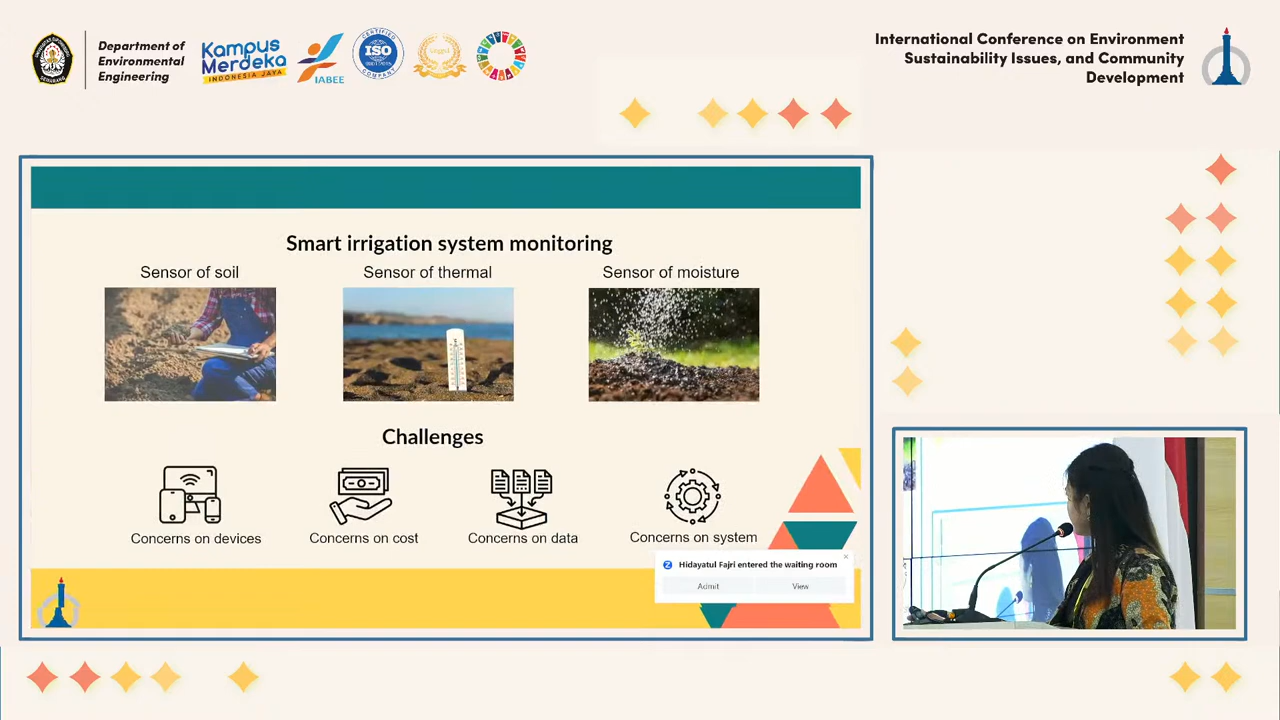 Department of
Environmental
Engineering
Kampus
Merdeka
INDONESIA JAYA
IABEE
CERTIFIED
ISO
COMPANY
International Conference on Environment
Sustainability Issues, and Community
Development
Smart irrigation system monitoring
Sensor of soil
Sensor of thermal
Sensor of moisture
Challenges
Concerns on devices
Concerns on cost
Concerns on data
Concerns on system
Hidayatul Fajri entered the waiting room
Admit
View